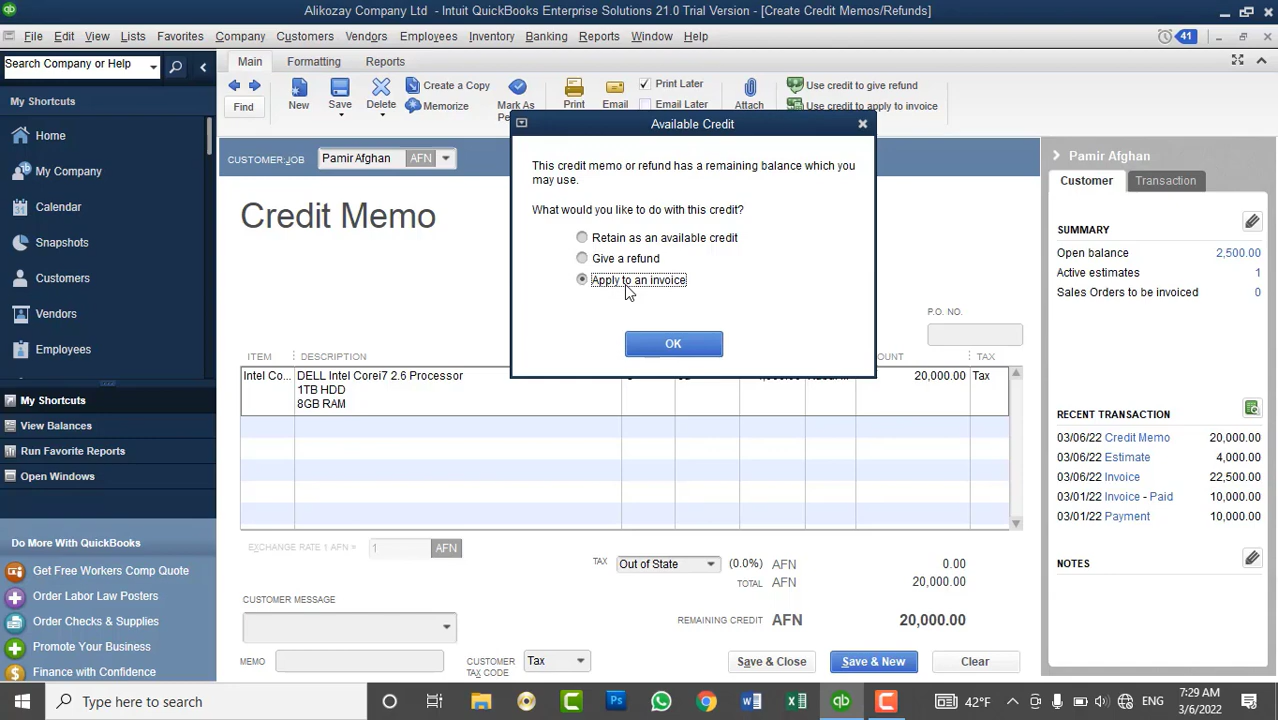 Alikozay Company Ltd - Intuit QuickBooks Enterprise Solutions 21.0 Trial Version - [Create Credit Memos/Refunds]
File Edit View Lists Favorites Company Customers Vendors Employees Inventory Banking Reports Window Help 41
Search Company or Help
Main Formatting Reports
Find
New
Save
Delete
Create a Copy
Memorize
Mark As
Print
Email
Print Later
Email Later
Attach
Use credit to give refund
Use credit to apply to invoice
My Shortcuts
Home
My Company
Calendar
Snapshots
Customers
Vendors
Employees
My Shortcuts
View Balances
Run Favorite Reports
Open Windows
Do More With QuickBooks
Get Free Workers Comp Quote
Order Labor Law Posters
Order Checks & Supplies
Promote Your Business
Finance with Confidence
CUSTOMER:JOB Pamir Afghan AFN
Credit Memo
Available Credit
This credit memo or refund has a remaining balance which you
may use.
What would you like to do with this credit?
Retain as an available credit
Give a refund
Apply to an invoice
OK
P.O. NO.
ITEM DESCRIPTION OUNT TAX
Intel Co... DELL Intel Corei7 2.6 Processor 20,000.00 Tax
1TB HDD
8GB RAM
EXCHANGE RATE 1 AFN = 1 AFN
TAX Out of State (0.0%) AFN 0.00
TOTAL AFN 20,000.00
CUSTOMER MESSAGE
REMAINING CREDIT AFN 20,000.00
MEMO
CUSTOMER
TAX CODE
Tax
Save & Close Save & New Clear
Pamir Afghan
Customer Transaction
SUMMARY
Open balance 2,500.00
Active estimates 1
Sales Orders to be invoiced 0
RECENT TRANSACTION
03/06/22 Credit Memo 20,000.00
03/06/22 Estimate 4,000.00
03/06/22 Invoice 22,500.00
03/01/22 Invoice - Paid 10,000.00
03/01/22 Payment 10,000.00
NOTES
Type here to search
42°F
ENG
7:29 AM
3/6/2022